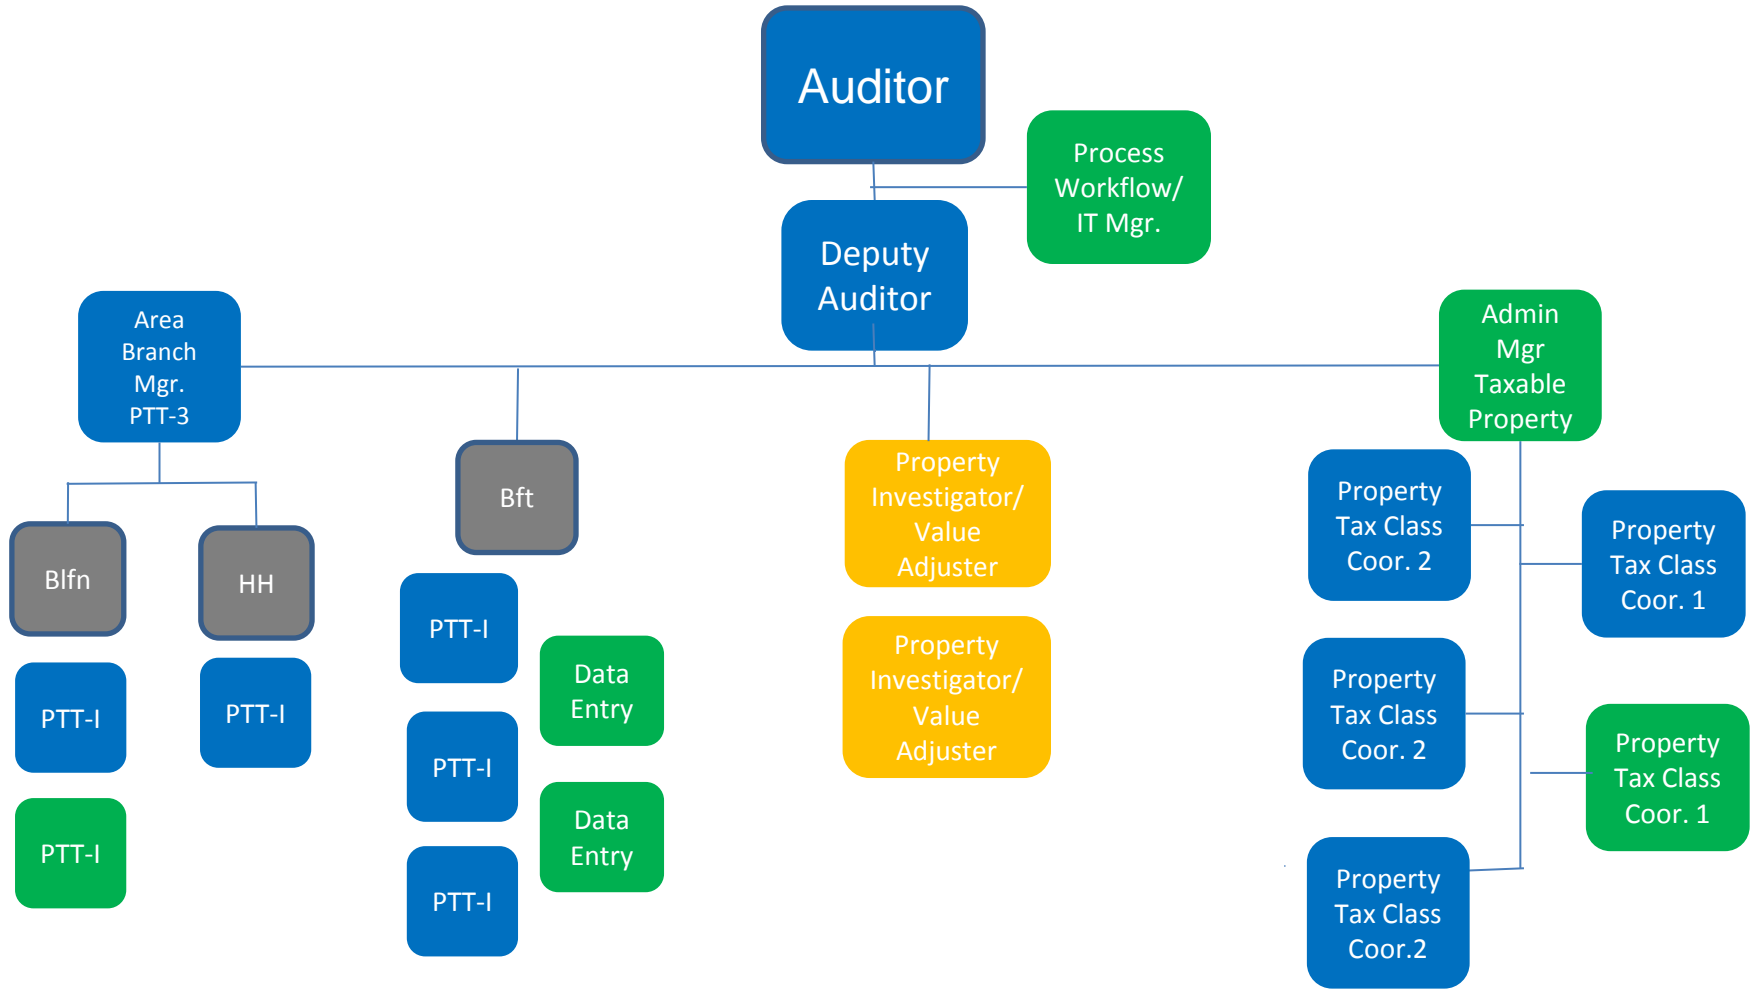 Auditor
Process
Workflow/
IT Mgr.
Deputy
Auditor
Area
Branch
Mgr.
PTT-3
Admin
Mgr
Taxable
Property
Blfn
HH
Bft
PTT-I
PTT-I
PTT-I
PTT-I
PTT-I
PTT-I
Data
Entry
Data
Entry
Property
Investigator/
Value
Adjuster
Property
Investigator/
Value
Adjuster
Property
Tax Class
Coor. 2
Property
Tax Class
Coor. 1
Property
Tax Class
Coor. 2
Property
Tax Class
Coor. 1
Property
Tax Class
Coor.2